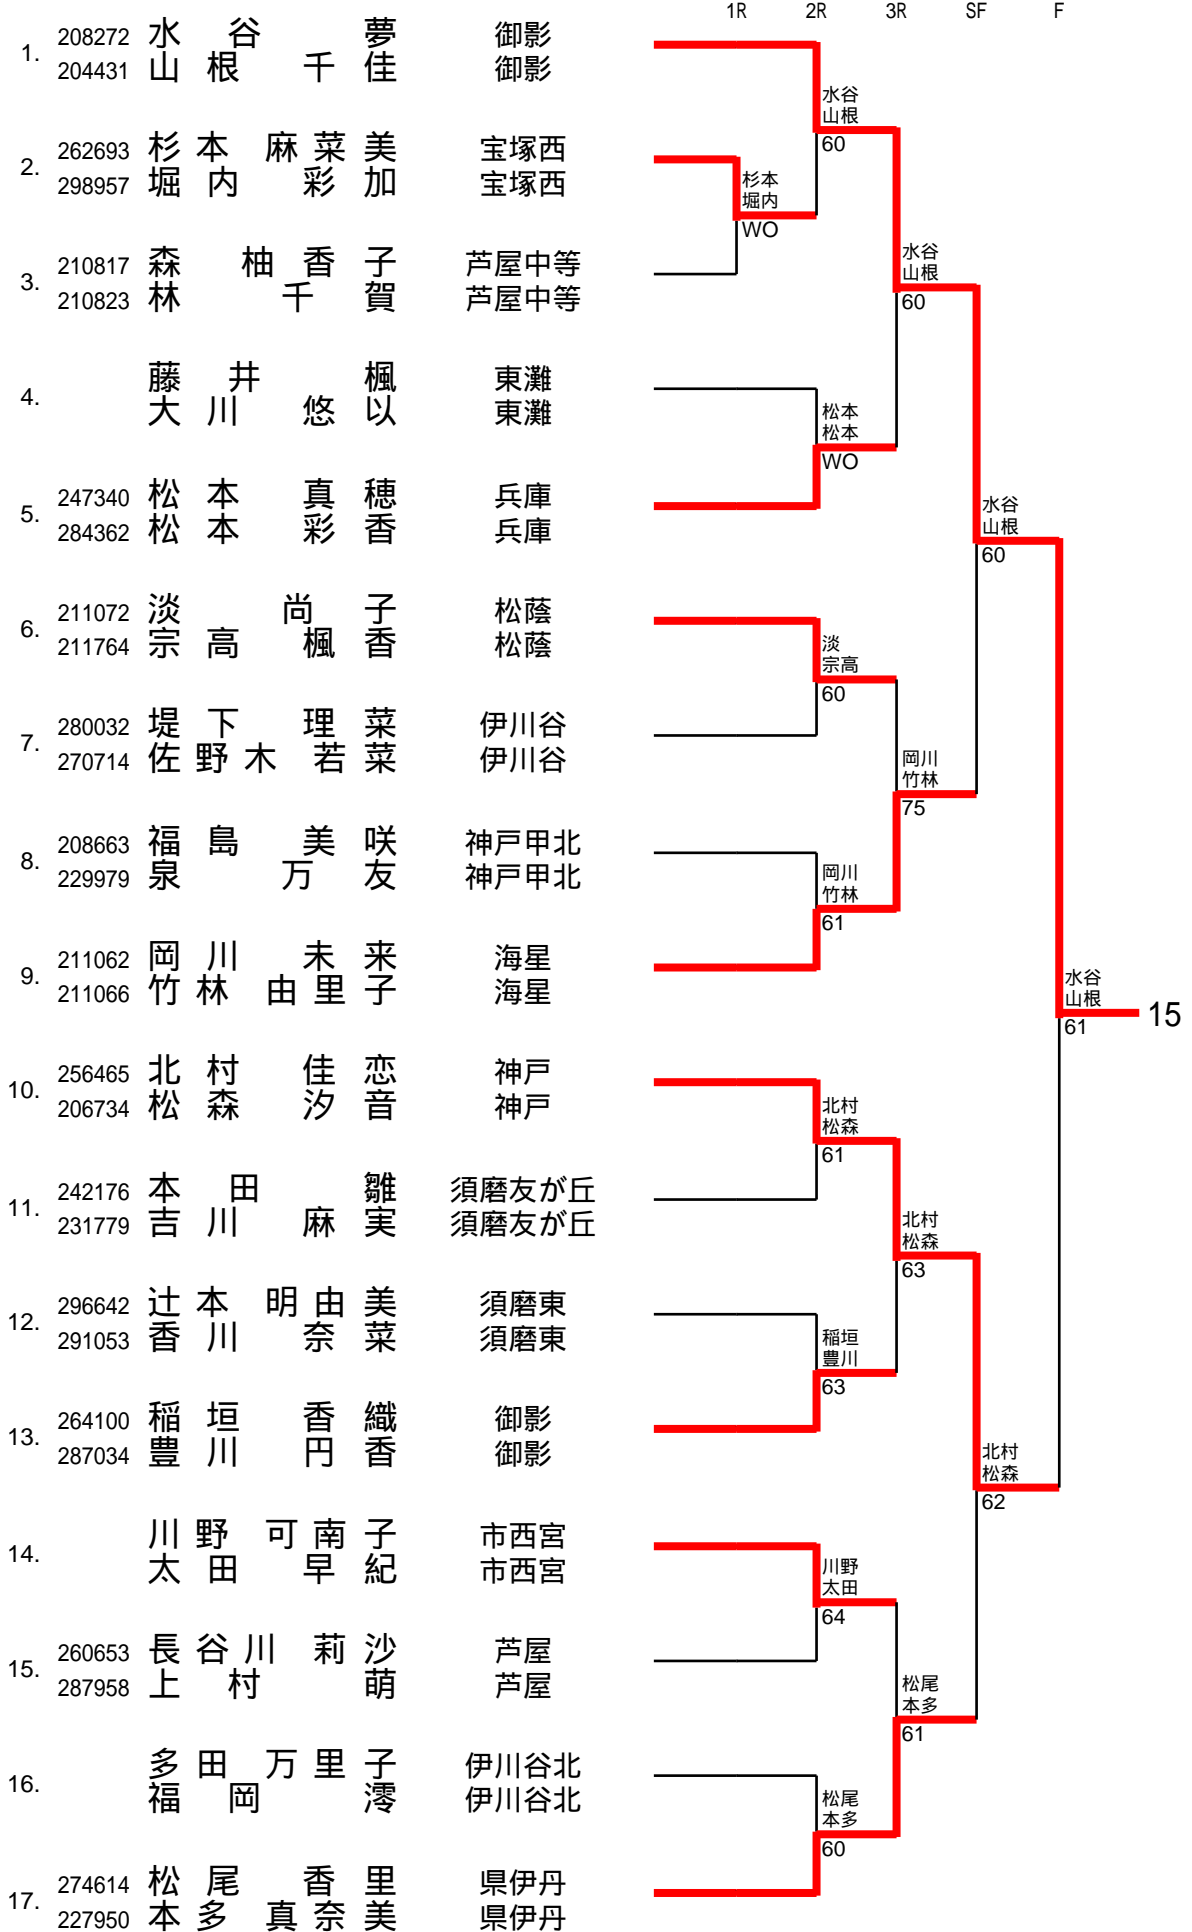 1R 2R 3R SF F
1. 208272 水谷 夢 御影
204431 山根 千佳 御影
2. 262693 杉本 麻菜美 宝塚西
298957 堀内 彩加 宝塚西
3. 210817 森 柚香子 芦屋中等
210823 林 千賀 芦屋中等
4. 藤井 楓 東灘
大川 悠以 東灘
5. 247340 松本 真穂 兵庫
284362 松本 彩香 兵庫
6. 211072 淡 尚子 松蔭
211764 宗高 楓香 松蔭
7. 280032 堤下 理菜 伊川谷
270714 佐野木 若菜 伊川谷
8. 208663 福島 美咲 神戸甲北
229979 泉 万友 神戸甲北
9. 211062 岡川 未来 海星
211066 竹林 由里子 海星
10. 256465 北村 佳恋 神戸
206734 松森 汐音 神戸
11. 242176 本田 雛 須磨友が丘
231779 吉川 麻実 須磨友が丘
12. 296642 辻本 明由美 須磨東
291053 香川 奈菜 須磨東
13. 264100 稲垣 香織 御影
287034 豊川 円香 御影
14. 川野 可南子 市西宮
太田 早紀 市西宮
15. 260653 長谷川 莉沙 芦屋
287958 上村 萌 芦屋
16. 多田 万里子 伊川谷北
福岡 澪 伊川谷北
17. 274614 松尾 香里 県伊丹
227950 本多 真奈美 県伊丹
杉本
堀内
WO
水谷
山根
60
松本
松本
WO
淡
宗高
60
岡川
竹林
61
北村
松森
61
稲垣
豊川
63
川野
太田
64
松尾
本多
60
水谷
山根
60
岡川
竹林
75
北村
松森
63
松尾
本多
61
水谷
山根
60
北村
松森
62
水谷
山根
61
15